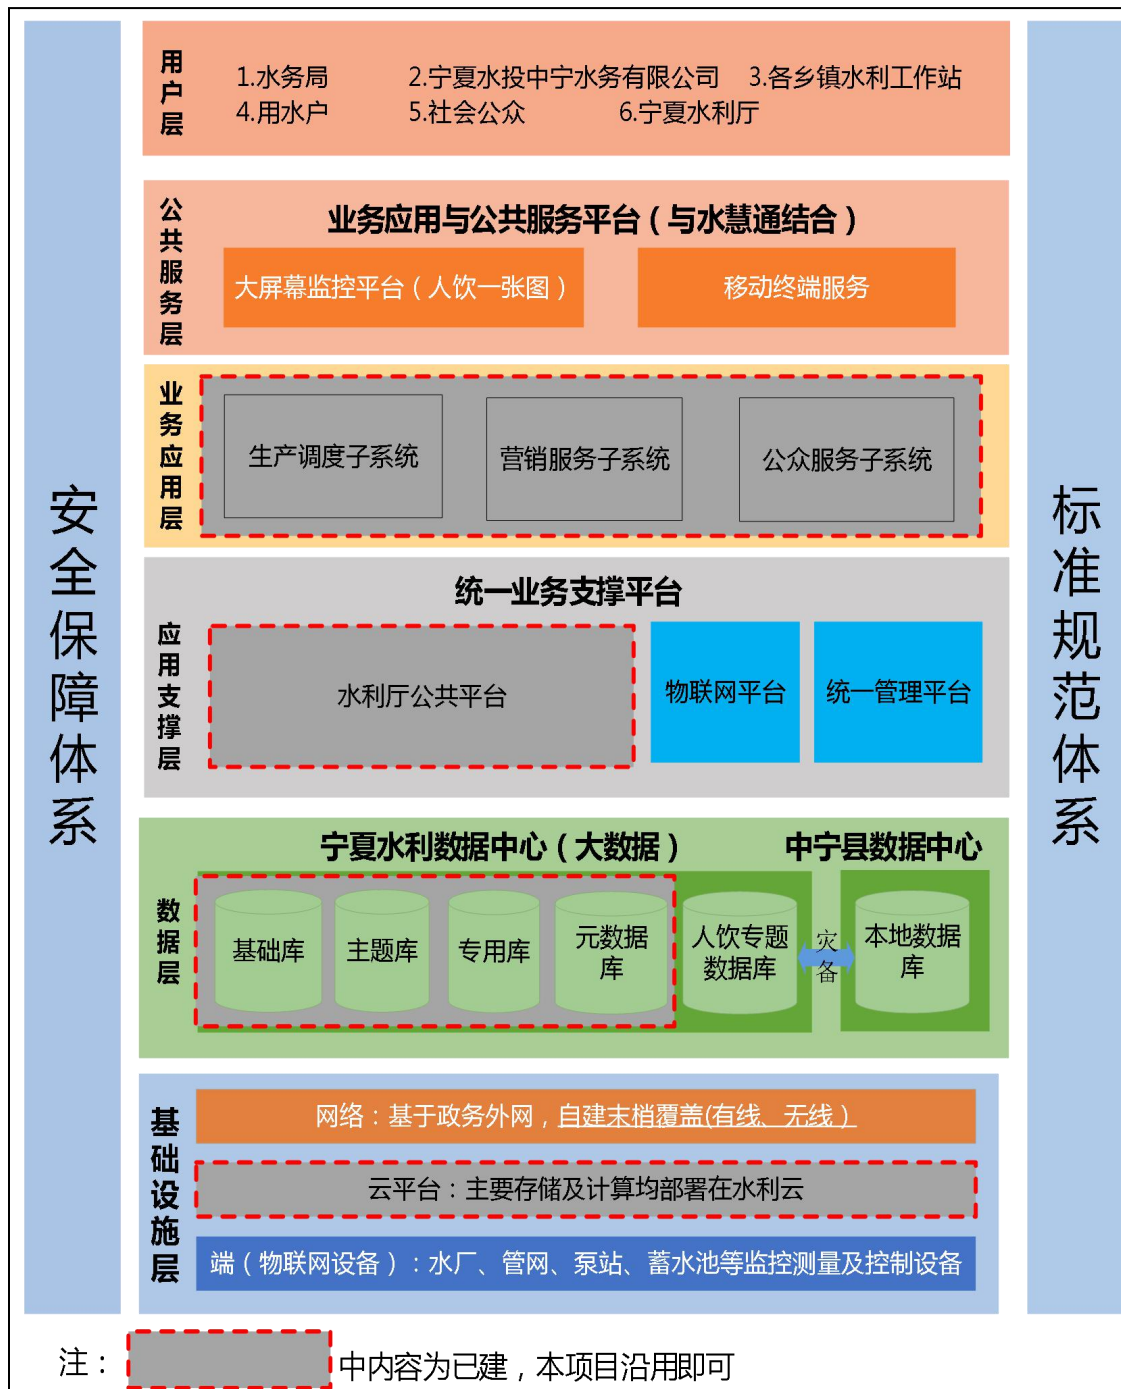 安全保障体系
标准规范体系
用户层
1.水务局 2.宁夏水投中宁水务有限公司 3.各乡镇水利工作站
4.用水户 5.社会公众 6.宁夏水利厅
公共服务层
业务应用与公共服务平台（与水慧通结合）
大屏幕监控平台（人饮一张图） 移动终端服务
业务应用层
生产调度子系统 营销服务子系统 公众服务子系统
应用支撑层
统一业务支撑平台
水利厅公共平台 物联网平台 统一管理平台
数据层
宁夏水利数据中心（大数据） 中宁县数据中心
基础库 主题库 专用库
元数据
库
人饮专题
数据库
灾
备
本地数据
库
基础设施层
网络：基于政务外网，自建末梢覆盖(有线、无线）
云平台：主要存储及计算均部署在水利云
端（物联网设备）：水厂、管网、泵站、蓄水池等监控测量及控制设备
注： 中内容为已建，本项目沿用即可